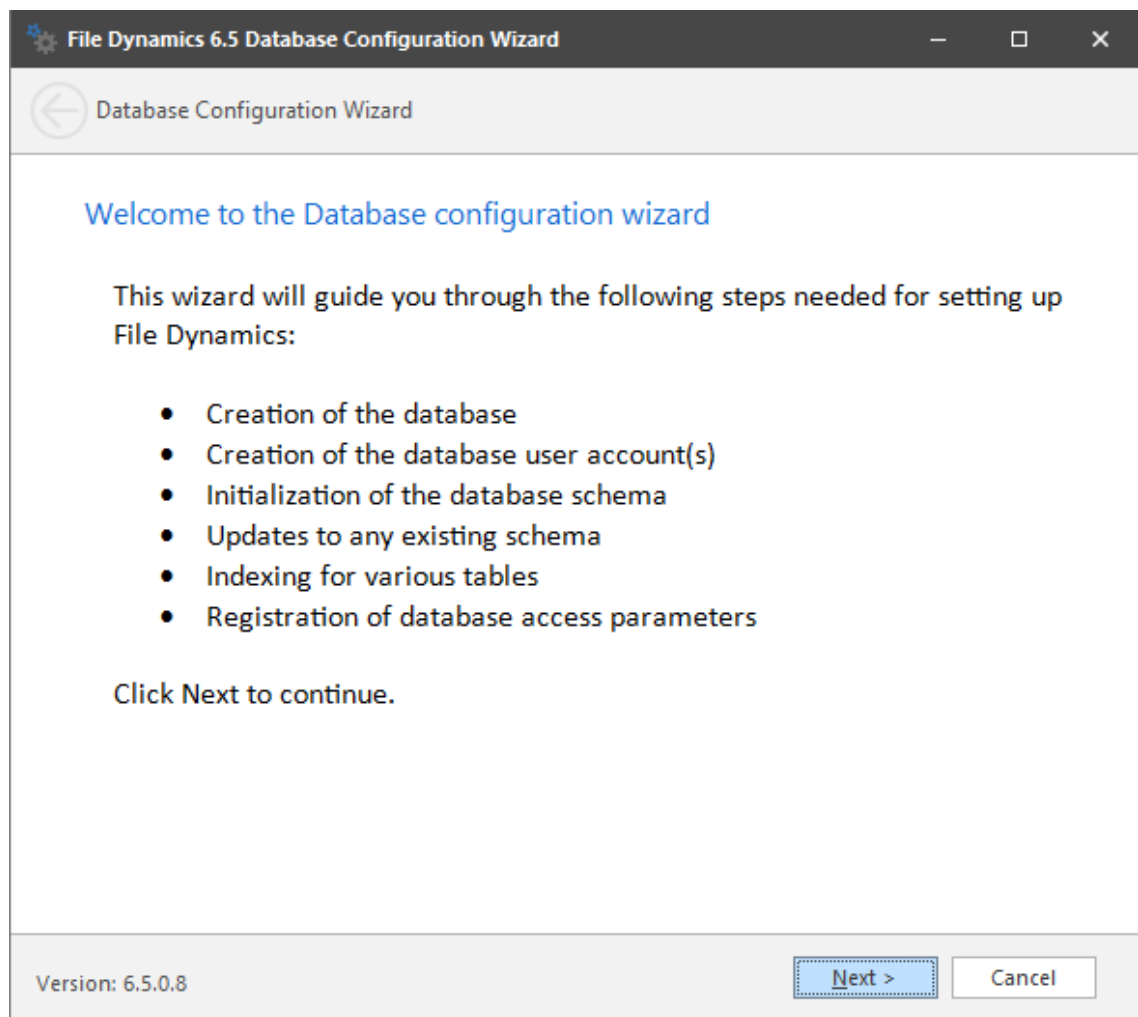 File Dynamics 6.5 Database Configuration Wizard
Database Configuration Wizard
Welcome to the Database configuration wizard
This wizard will guide you through the following steps needed for setting up
File Dynamics:
• Creation of the database
• Creation of the database user account(s)
• Initialization of the database schema
• Updates to any existing schema
• Indexing for various tables
• Registration of database access parameters
Click Next to continue.
Version: 6.5.0.8
Next >
Cancel